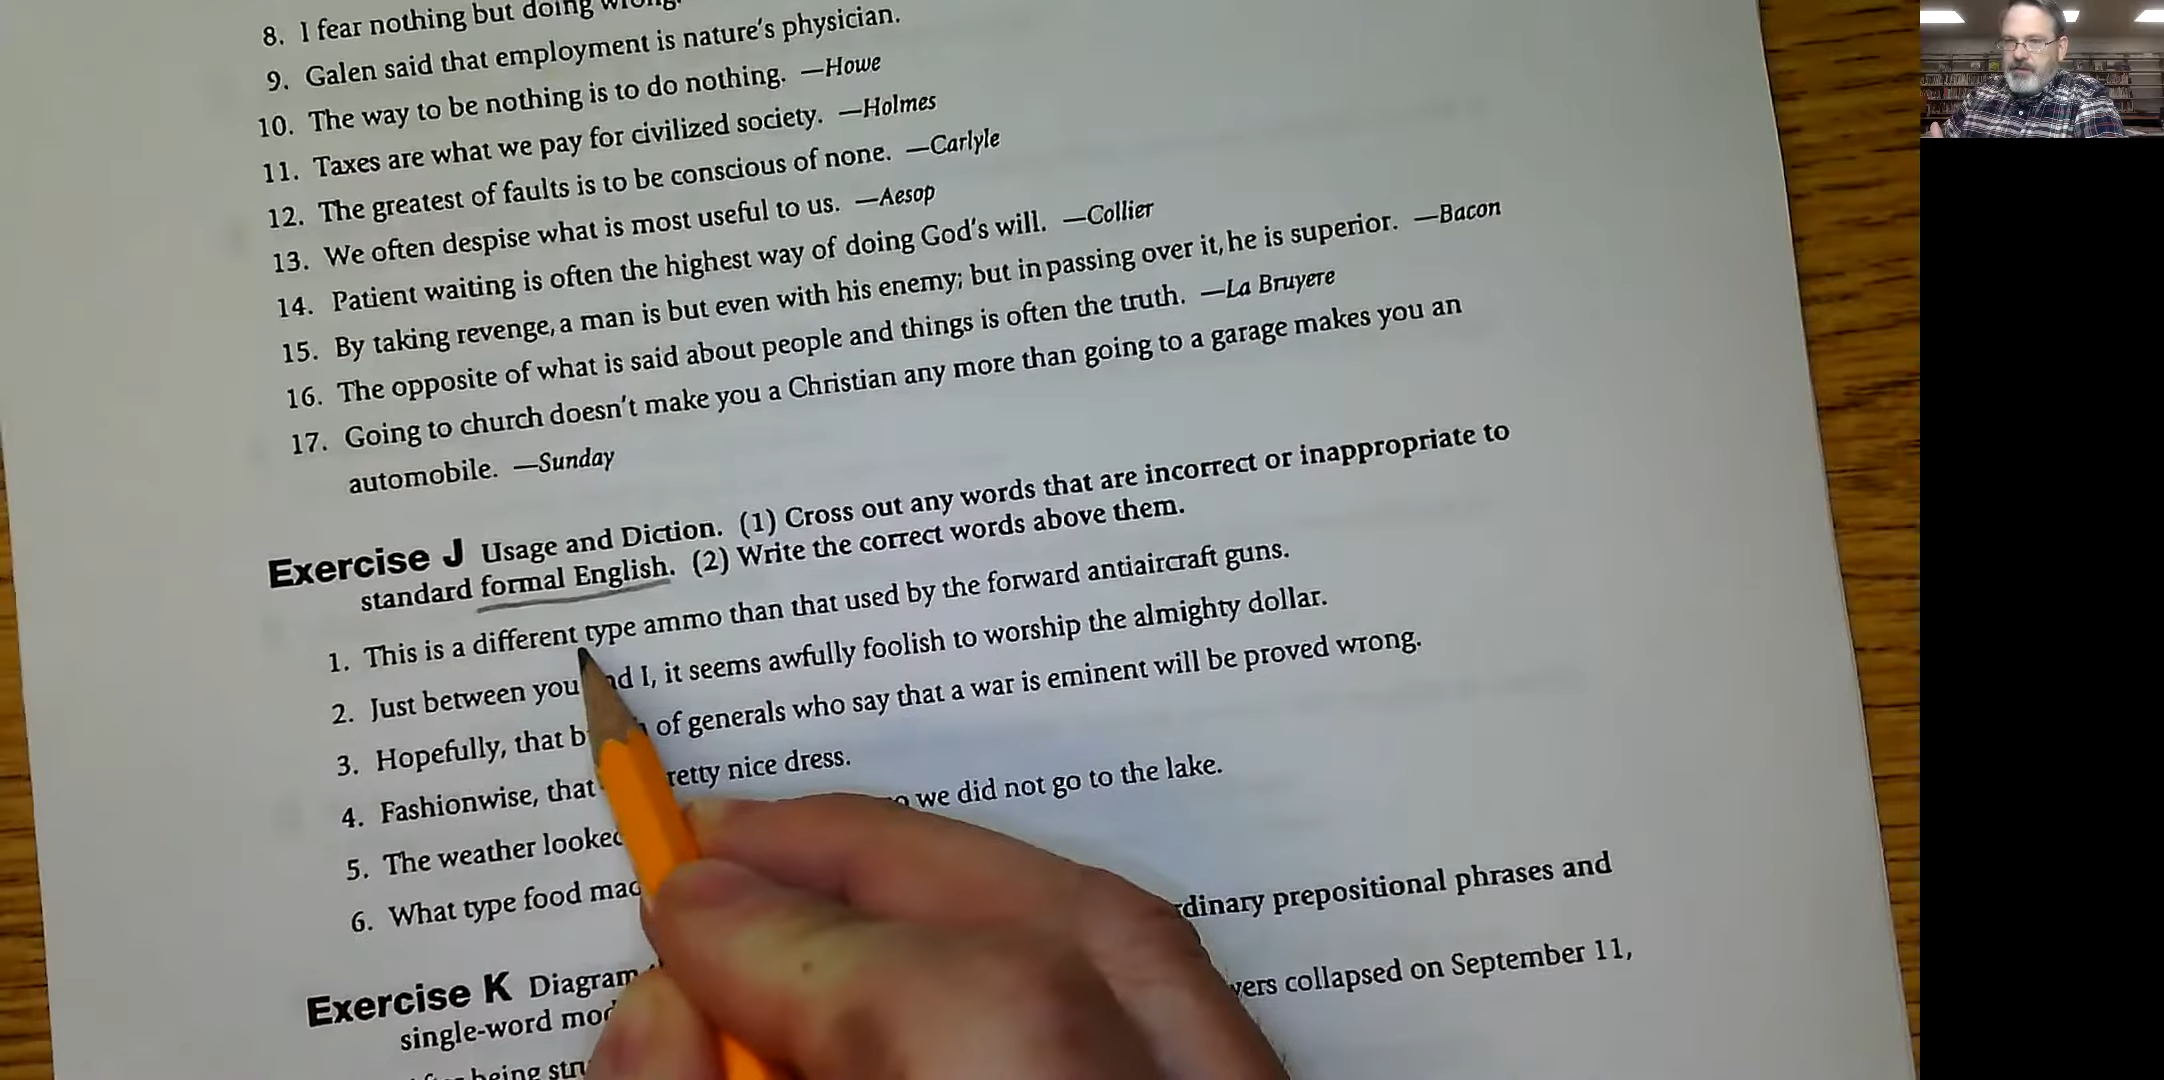 8. I fear nothing but doing wrong.
9. Galen said that employment is nature's physician.
10. The way to be nothing is to do nothing. —Howe
11. Taxes are what we pay for civilized society. —Holmes
12. The greatest of faults is to be conscious of none. —Carlyle
13. We often despise what is most useful to us. —Aesop
14. Patient waiting is often the highest way of doing God's will. —Collier
15. By taking revenge, a man is but even with his enemy; but in passing over it, he is superior. —Bacon
16. The opposite of what is said about people and things is often the truth. —La Bruyere
17. Going to church doesn't make you a Christian any more than going to a garage makes you an
automobile. —Sunday
Exercise J Usage and Diction. (1) Cross out any words that are incorrect or inappropriate to
standard formal English. (2) Write the correct words above them.
1. This is a different type ammo than that used by the forward antiaircraft guns.
2. Just between you and I, it seems awfully foolish to worship the almighty dollar.
3. Hopefully, that of generals who say that a war is eminent will be proved wrong.
4. Fashionwise, that pretty nice dress.
5. The weather looked we did not go to the lake.
6. What type food
Exercise K Diagram dinary prepositional phrases and
single-word
being collapsed on September 11,